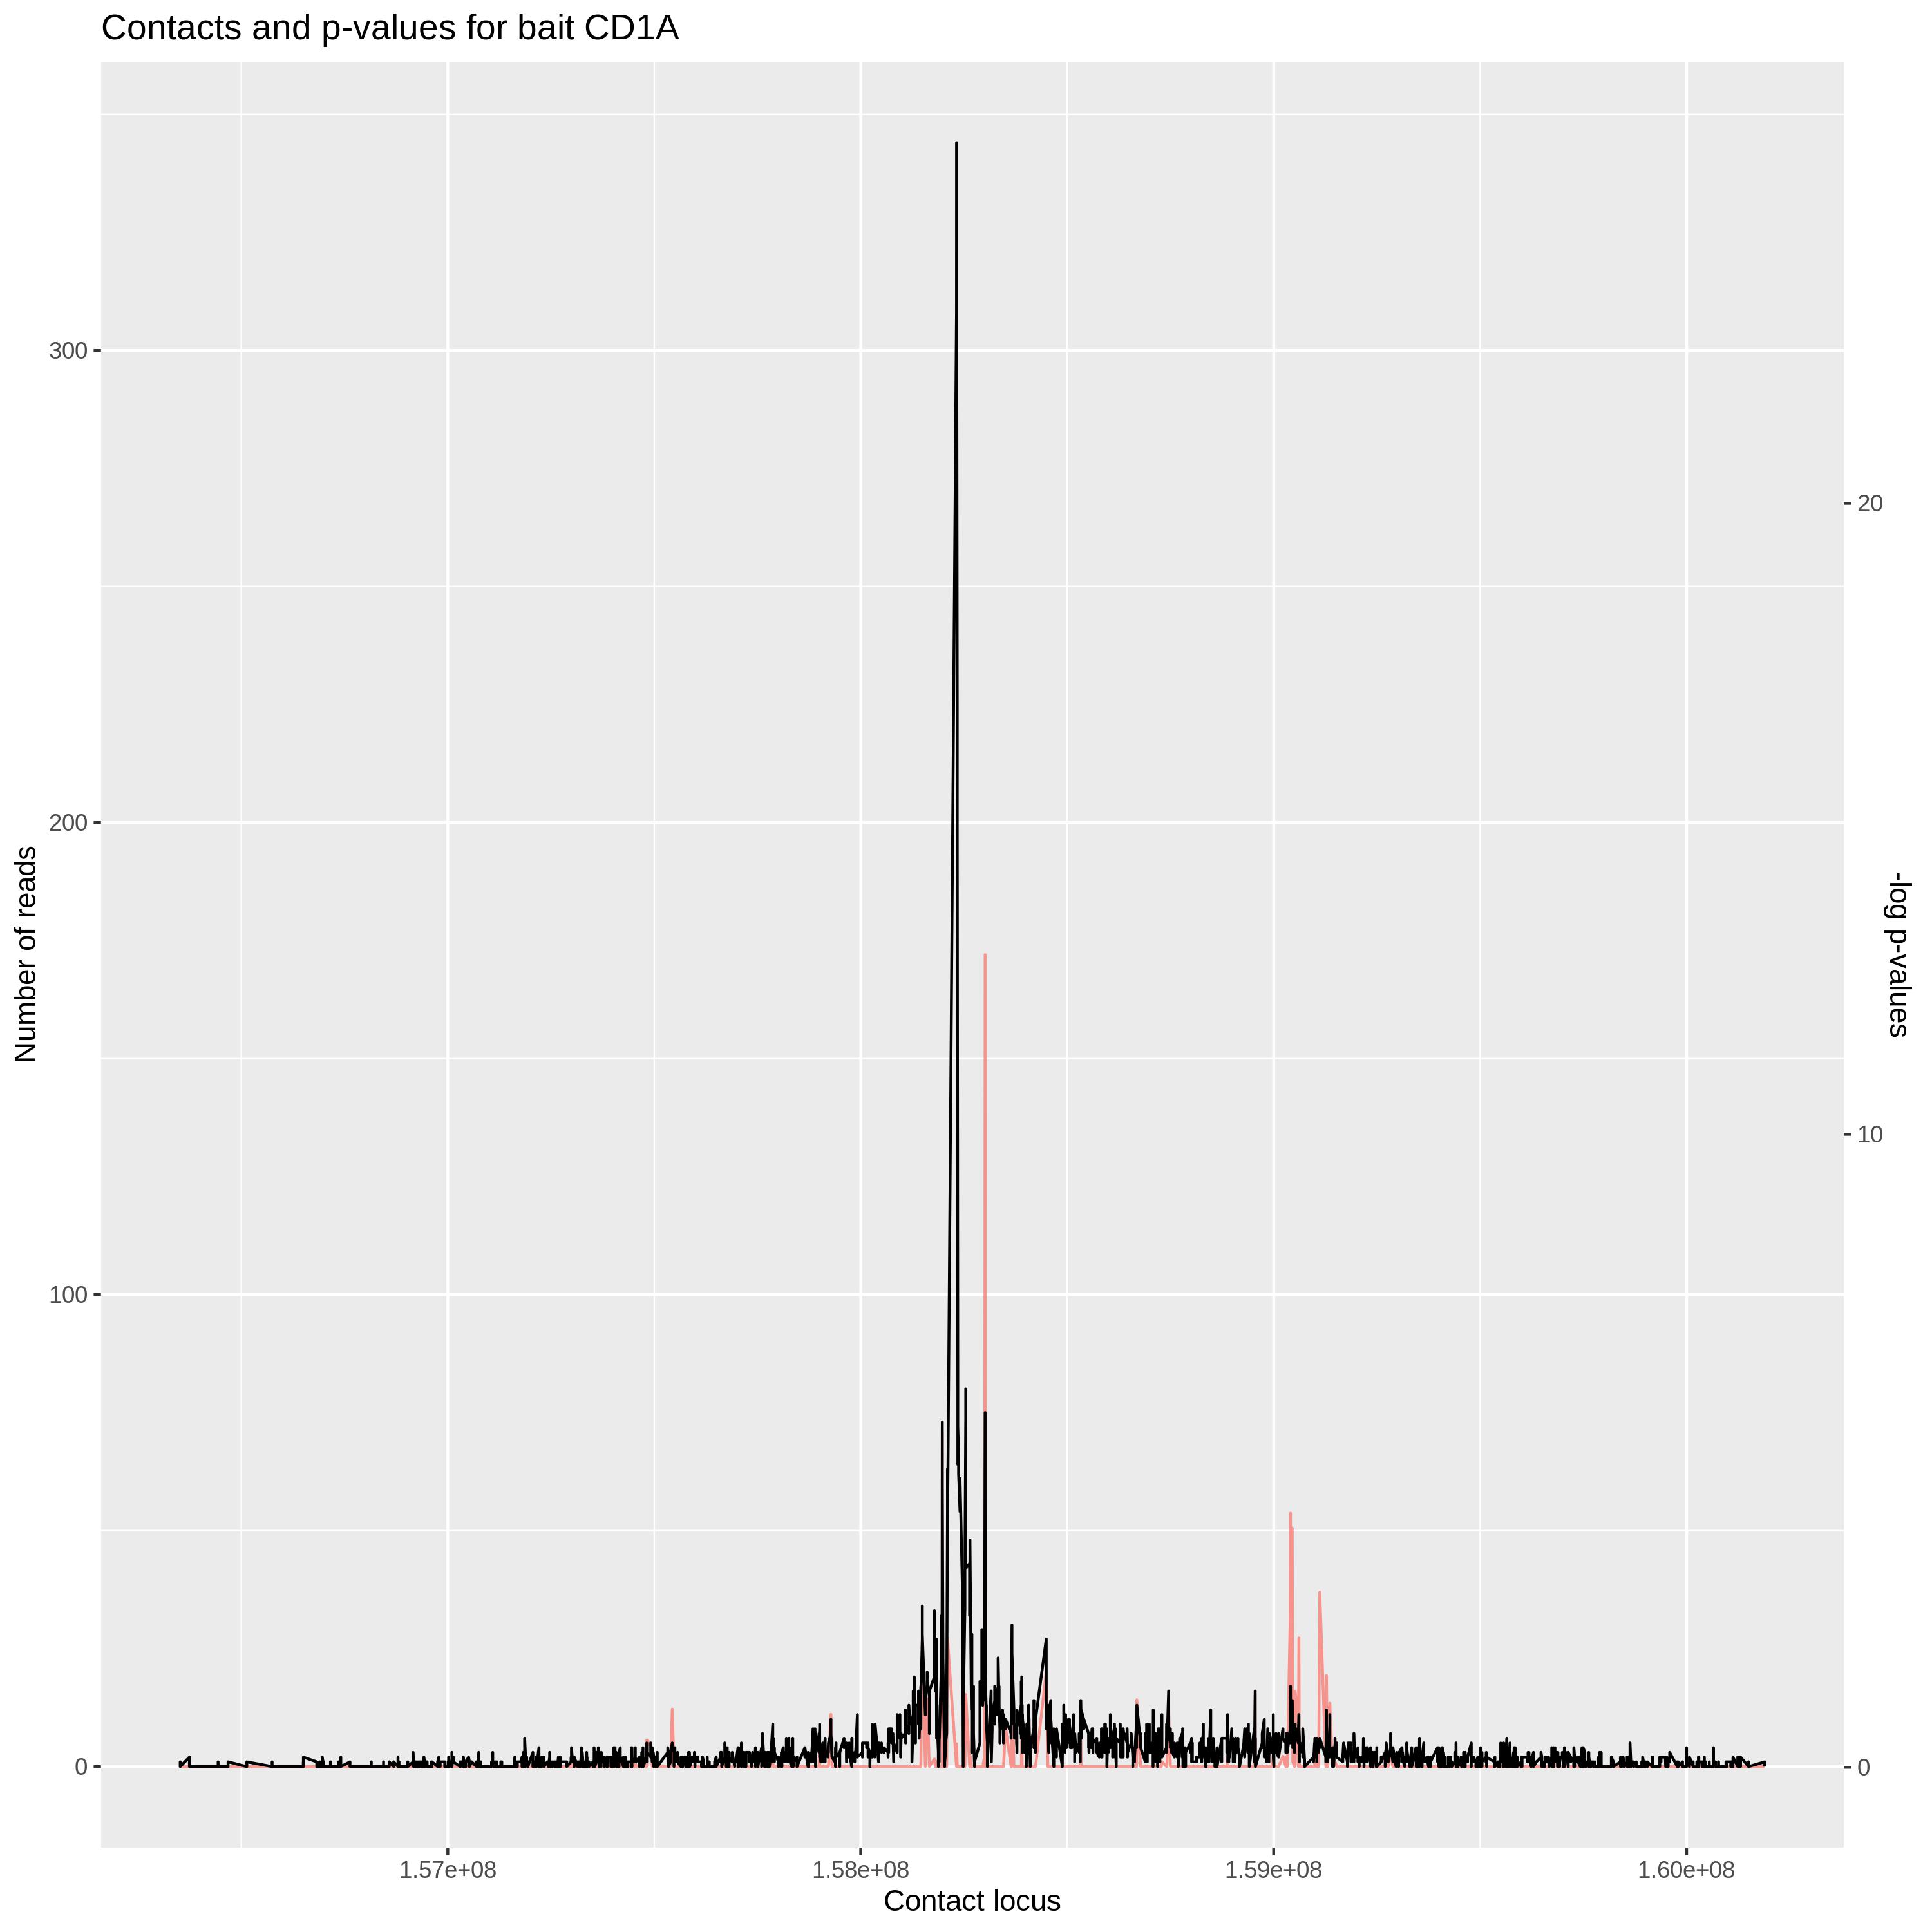 Contacts and p-values for bait CD1A
300
200
100
0
Number of reads
20
10
0
-log p-values
1.57e+08
1.58e+08
1.59e+08
1.60e+08
Contact locus